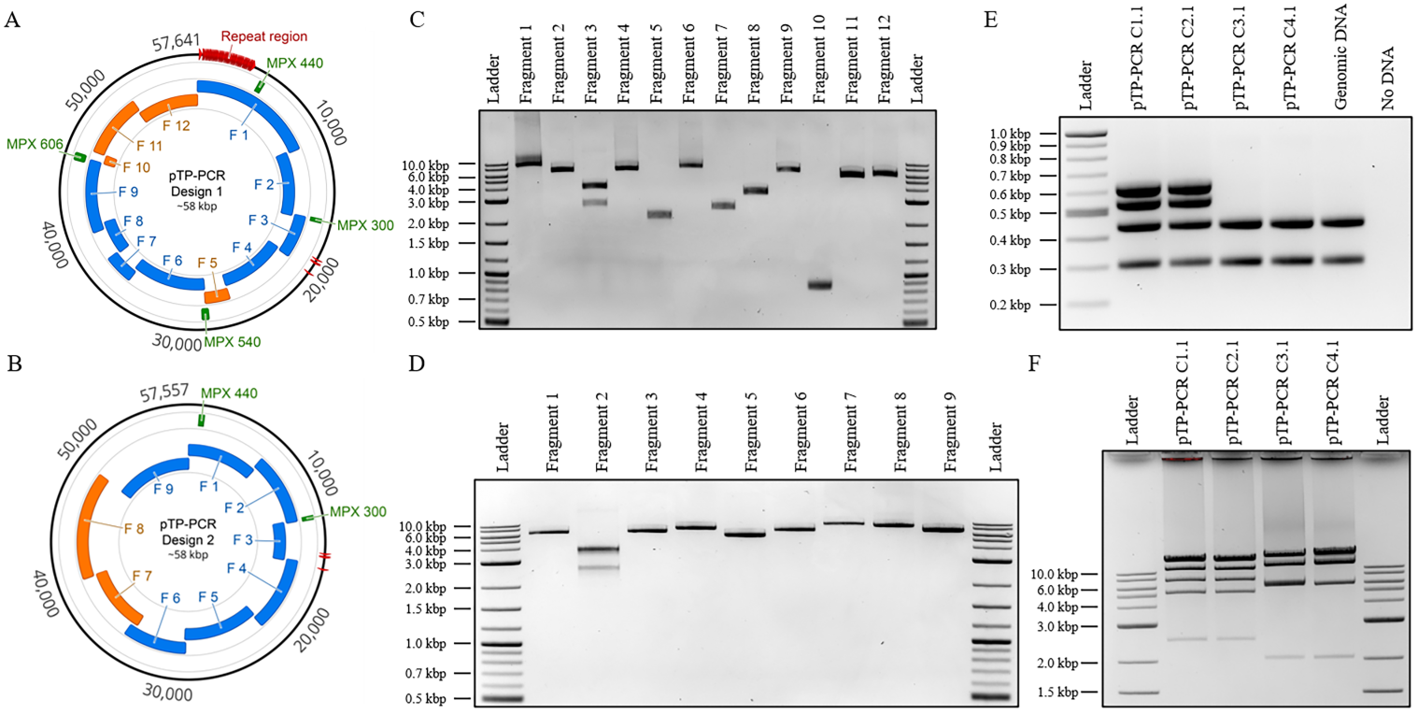 A
57,641
Repeat region
MPX 440
10,000
50,000
F 12
F 1
F 11
MPX 606
F 10
pTP-PCR
Design 1
~58 kbp
F 2
F 9
F 3
MPX 300
F 8
F 7
F 6
F 5
F 4
40,000
20,000
30,000
MPX 540
B
57,557
MPX 440
50,000
10,000
F 9
F 1
F 2
MPX 300
pTP-PCR
Design 2
~58 kbp
F 8
F 3
F 7
F 4
F 6
F 5
40,000
20,000
30,000
C
Ladder
Fragment 1
Fragment 2
Fragment 3
Fragment 4
Fragment 5
Fragment 6
Fragment 7
Fragment 8
Fragment 9
Fragment 10
Fragment 11
Fragment 12
Ladder
10.0 kbp
6.0 kbp
4.0 kbp
3.0 kbp
2.0 kbp
1.5 kbp
1.0 kbp
0.7 kbp
0.5 kbp
D
Ladder
Fragment 1
Fragment 2
Fragment 3
Fragment 4
Fragment 5
Fragment 6
Fragment 7
Fragment 8
Fragment 9
Ladder
10.0 kbp
6.0 kbp
4.0 kbp
3.0 kbp
2.0 kbp
1.5 kbp
1.0 kbp
0.7 kbp
0.5 kbp
E
Ladder
pTP-PCR C1.1
pTP-PCR C2.1
pTP-PCR C3.1
pTP-PCR C4.1
Genomic DNA
No DNA
1.0 kbp
0.9 kbp
0.8 kbp
0.7 kbp
0.6 kbp
0.5 kbp
0.4 kbp
0.3 kbp
0.2 kbp
F
Ladder
pTP-PCR C1.1
pTP-PCR C2.1
pTP-PCR C3.1
pTP-PCR C4.1
Ladder
10.0 kbp
6.0 kbp
4.0 kbp
3.0 kbp
2.0 kbp
1.5 kbp